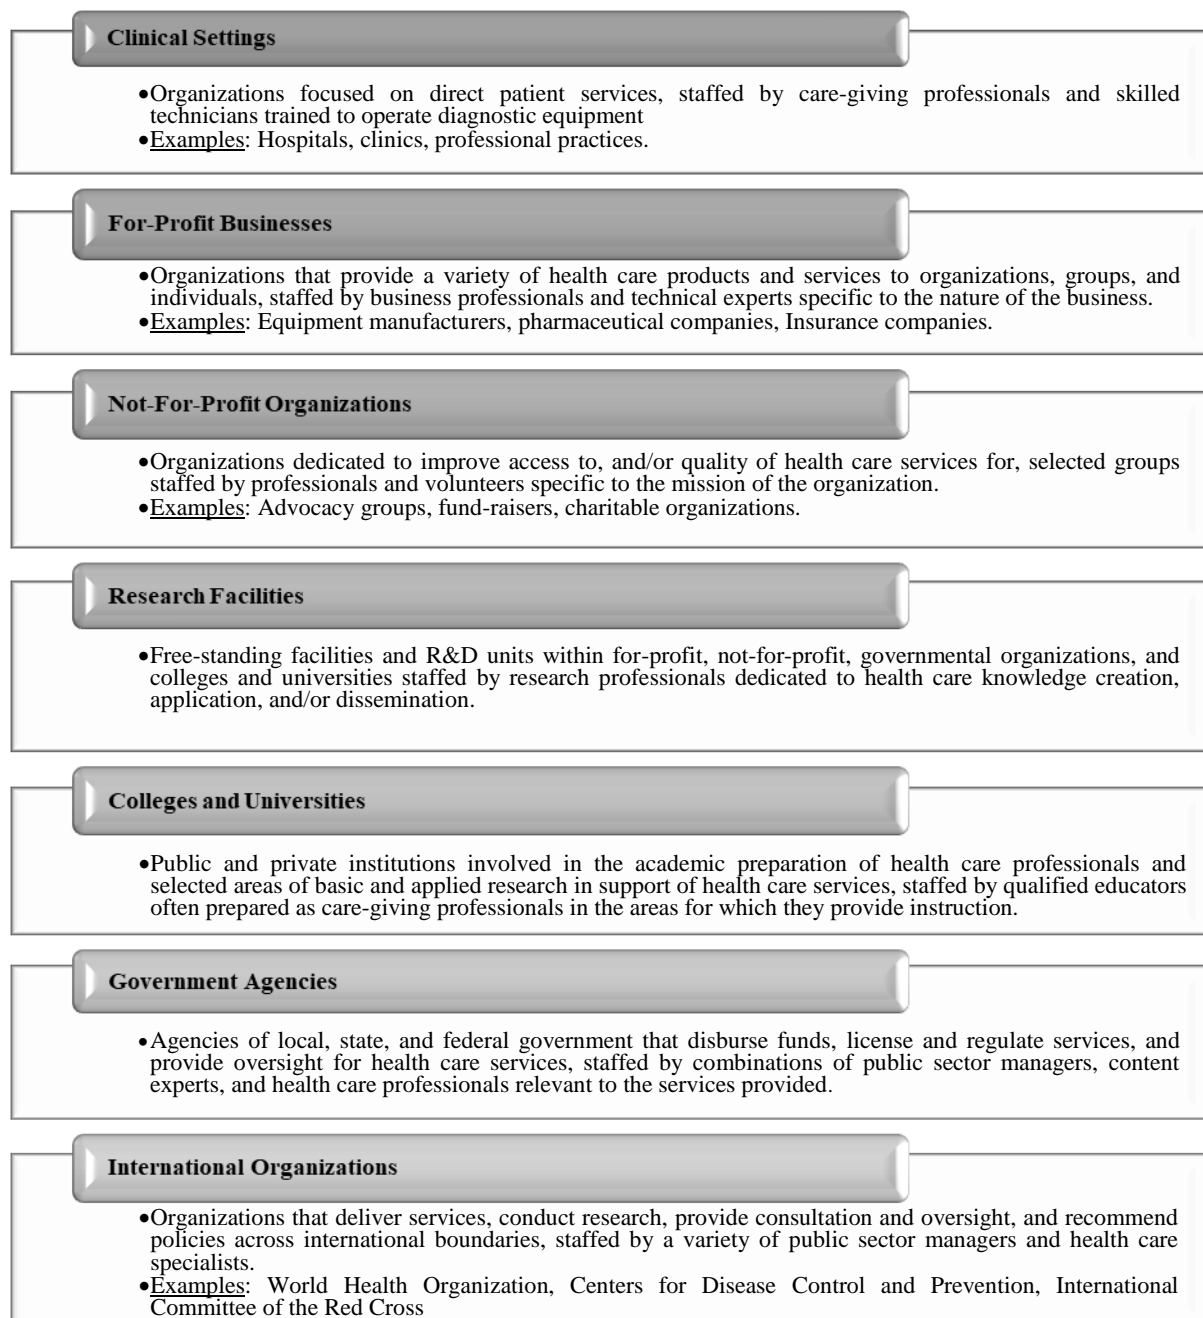 Clinical Settings
•Organizations focused on direct patient services, staffed by care-giving professionals and skilled
technicians trained to operate diagnostic equipment
•Examples: Hospitals, clinics, professional practices.
For-Profit Businesses
•Organizations that provide a variety of health care products and services to organizations, groups, and
individuals, staffed by business professionals and technical experts specific to the nature of the business.
•Examples: Equipment manufacturers, pharmaceutical companies, Insurance companies.
Not-For-Profit Organizations
•Organizations dedicated to improve access to, and/or quality of health care services for, selected groups
staffed by professionals and volunteers specific to the mission of the organization.
•Examples: Advocacy groups, fund-raisers, charitable organizations.
Research Facilities
•Free-standing facilities and R&D units within for-profit, not-for-profit, governmental organizations, and
colleges and universities staffed by research professionals dedicated to health care knowledge creation,
application, and/or dissemination.
Colleges and Universities
•Public and private institutions involved in the academic preparation of health care professionals and
selected areas of basic and applied research in support of health care services, staffed by qualified educators
often prepared as care-giving professionals in the areas for which they provide instruction.
Government Agencies
•Agencies of local, state, and federal government that disburse funds, license and regulate services, and
provide oversight for health care services, staffed by combinations of public sector managers, content
experts, and health care professionals relevant to the services provided.
International Organizations
•Organizations that deliver services, conduct research, provide consultation and oversight, and recommend
policies across international boundaries, staffed by a variety of public sector managers and health care
specialists.
•Examples: World Health Organization, Centers for Disease Control and Prevention, International
Committee of the Red Cross